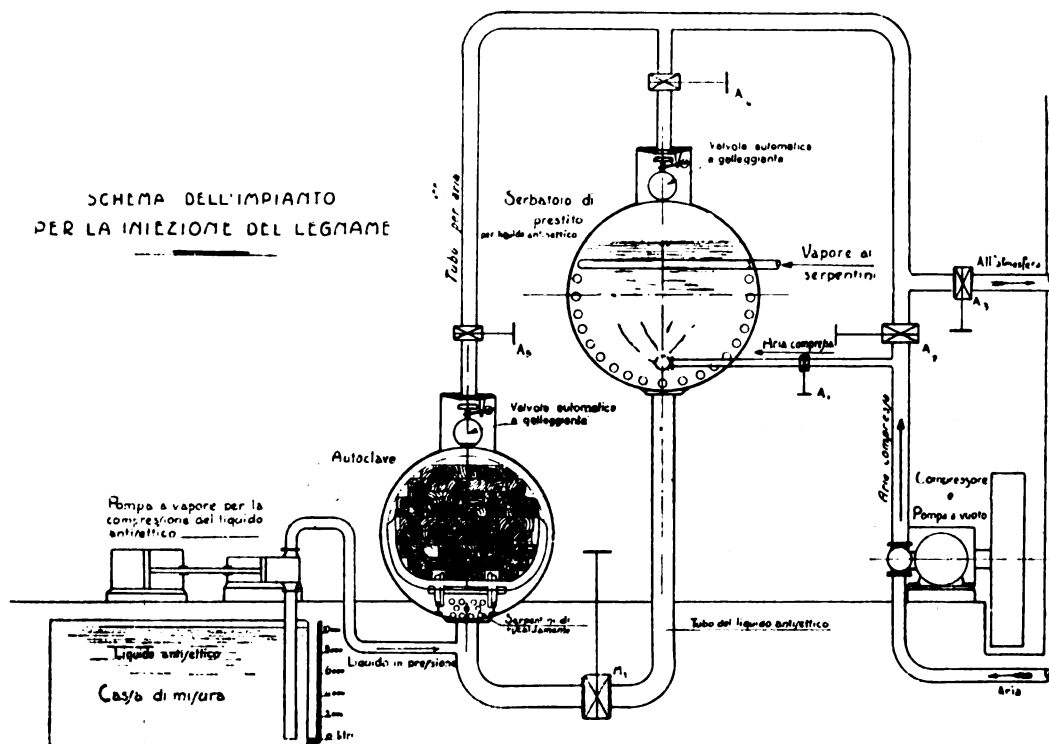 SCHEMA DELL'IMPIANTO
PER LA INIEZIONE DEL LEGNAME
Tubo per aria
A₄
Valvola automatica
a galleggiante
Serbatoio di
prestito
per liquido antisettico
Vapore ai
serpentini
All'atmosfera
A₃
A₂
Aria compressa
A₁
A₅
Valvola automatica
a galleggiante
Autoclave
Pompa a vapore per la
compressione del liquido
antisettico
Aria compressa
Compressore
e
Pompa a vuoto
Serpentini di
riscaldamento
Tubo del liquido antisettico
Liquido in pressione
M₁
Liquido antisettico
Cassa di misura
litri
Aria